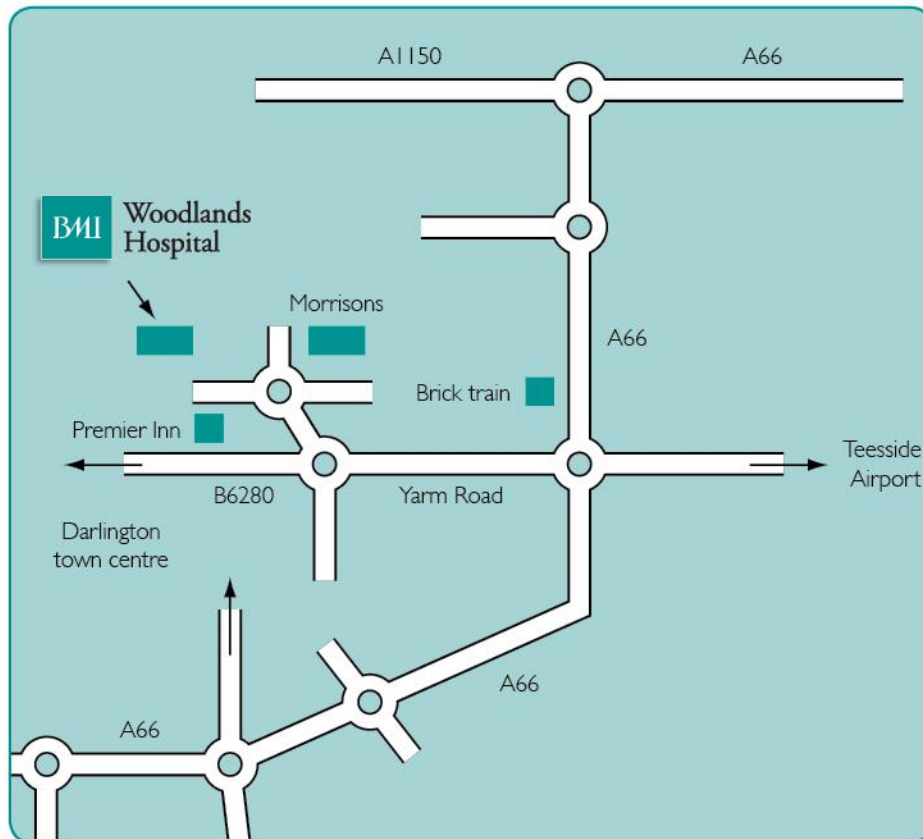 A1150
A66
BMI
Woodlands
Hospital
Morrisons
A66
Brick train
Premier Inn
Teesside
Airport
B6280
Yarm Road
Darlington
town centre
A66
A66